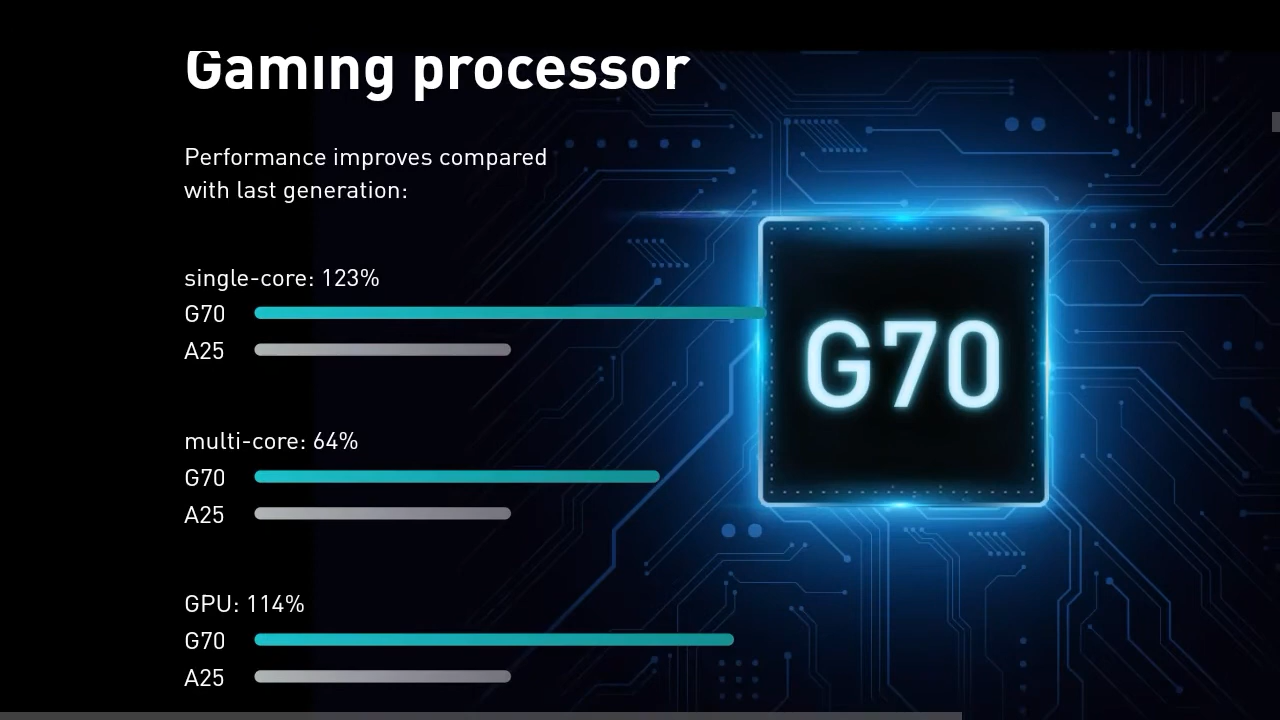 Gaming processor
Performance improves compared
with last generation:
single-core: 123%
G70
A25
multi-core: 64%
G70
A25
GPU: 114%
G70
A25
G70